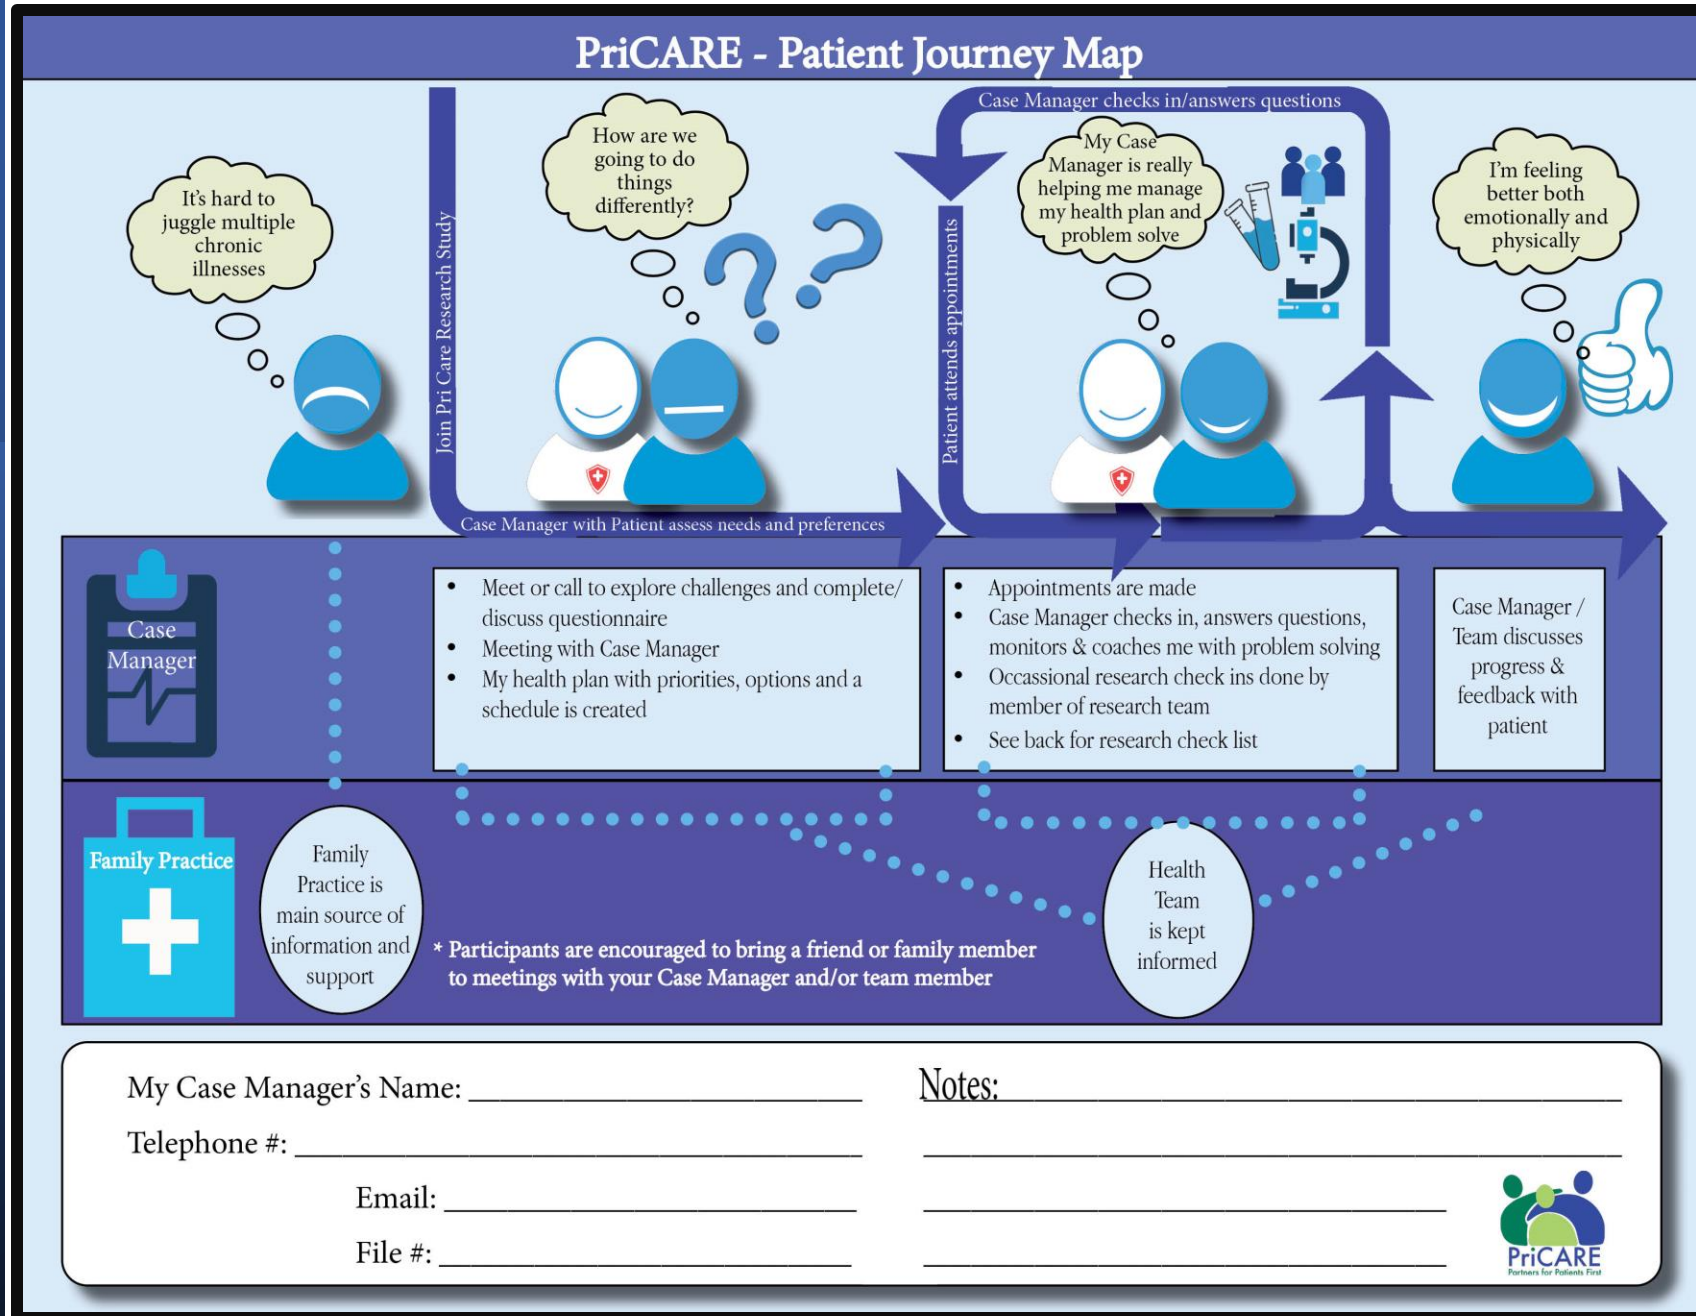 PriCARE - Patient Journey Map
It's hard to
juggle multiple
chronic
illnesses
Join Pri Care Research Study
How are we
going to do
things
differently?
Case Manager with Patient assess needs and preferences
Case Manager checks in/answers questions
Patient attends appointments
My Case
Manager is really
helping me manage
my health plan and
problem solve
I'm feeling
better both
emotionally and
physically
Case
Manager
• Meet or call to explore challenges and complete/
discuss questionnaire
• Meeting with Case Manager
• My health plan with priorities, options and a
schedule is created
• Appointments are made
• Case Manager checks in, answers questions,
monitors & coaches me with problem solving
• Occassional research check ins done by
member of research team
• See back for research check list
Case Manager /
Team discusses
progress &
feedback with
patient
Family Practice
Family
Practice is
main source of
information and
support
* Participants are encouraged to bring a friend or family member
to meetings with your Case Manager and/or team member
Health
Team
is kept
informed
My Case Manager's Name:
Telephone #:
Email:
File #:
Notes:
PriCARE
Partners for Patients First